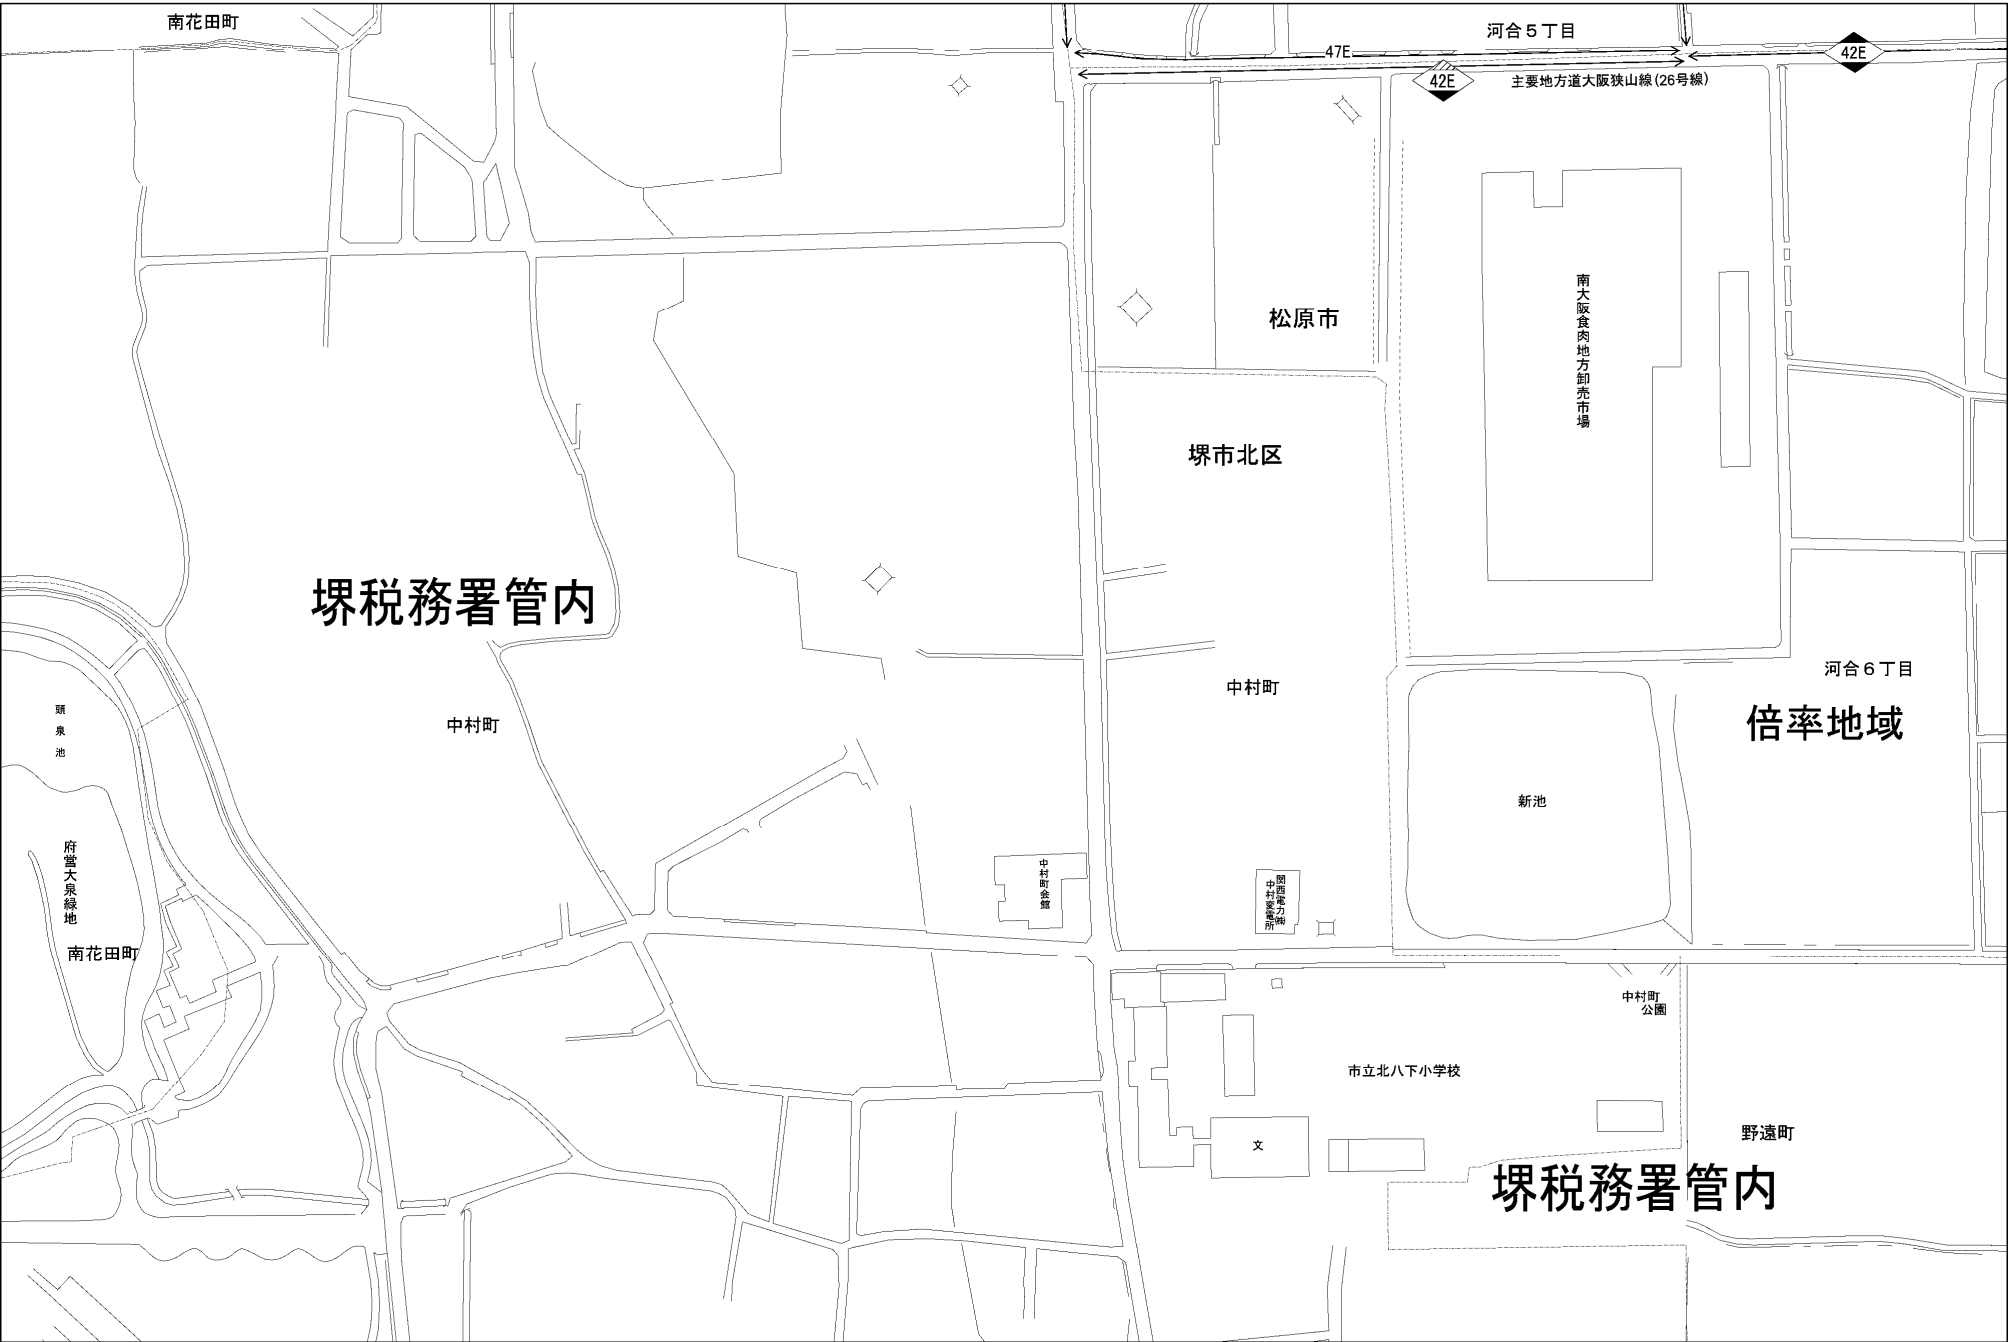 南花田町
河合５丁目
47E
42E
42E
主要地方道大阪狭山線(26号線)
松原市
南大阪食肉地方卸売市場
堺市北区
堺税務署管内
中村町
中村町
河合６丁目
倍率地域
頭泉池
新池
府営大泉緑地
南花田町
中村町会館
関西電力㈱
中村変電所
中村町
公園
市立北八下小学校
文
野遠町
堺税務署管内